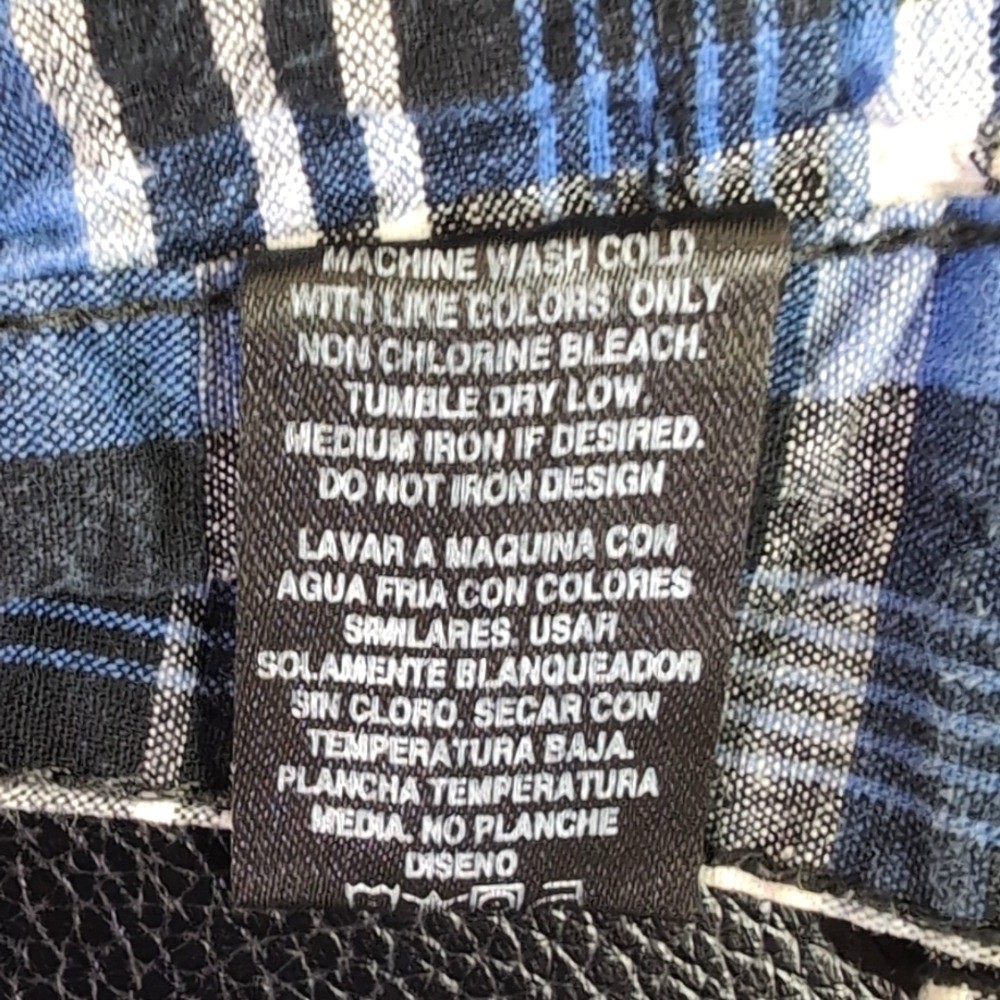 MACHINE WASH COLD
WITH LIKE COLORS. ONLY
NON CHLORINE BLEACH.
TUMBLE DRY LOW.
MEDIUM IRON IF DESIRED.
DO NOT IRON DESIGN
LAVAR A MAQUINA CON
AGUA FRIA CON COLORES
SIMILARES. USAR
SOLAMENTE BLANQUEADOR
SIN CLORO. SECAR CON
TEMPERATURA BAJA.
PLANCHA TEMPERATURA
MEDIA. NO PLANCHE
DISENO